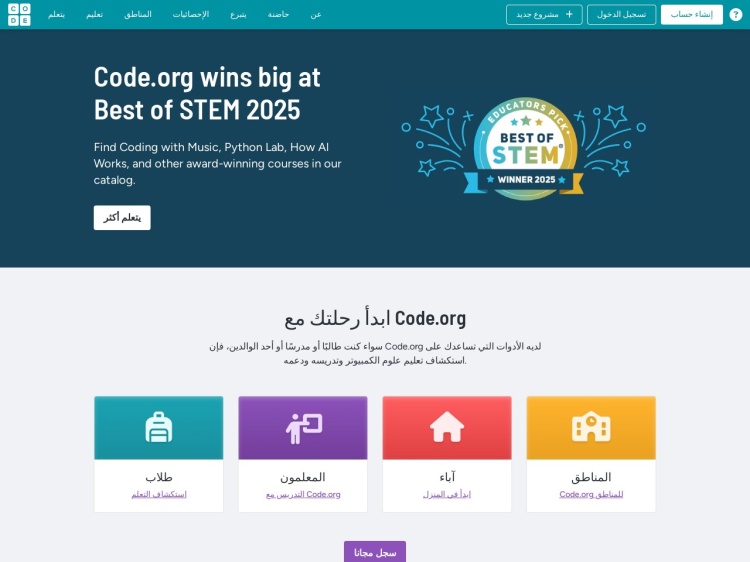 CODE
يتعلم
تعليم
المناطق
الإحصائيات
يتبرع
حاضنة
عن
مشروع جديد +
تسجيل الدخول
إنشاء حساب
?
Code.org wins big at
Best of STEM 2025
Find Coding with Music, Python Lab, How AI
Works, and other award-winning courses in our
catalog.
يتعلم أكثر
EDUCATORS PICK
BEST OF
STEM
WINNER 2025
ابدأ رحلتك مع Code.org
سواء كنت طالبًا أو مدرسًا أو أحد الوالدين، فإن Code.org لديه الأدوات التي تساعدك على
استكشاف تعليم علوم الكمبيوتر وتدريسه ودعمه.
طلاب
استكشاف التعلم
المعلمون
التدريس مع Code.org
آباء
ابدأ في المنزل
المناطق
Code.org للمناطق
سجل مجانا